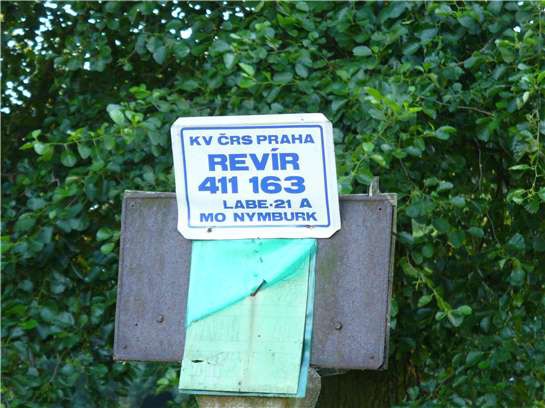 KV ČRS PRAHA
REVÍR
411 163
LABE·21 A
MO NYMBURK